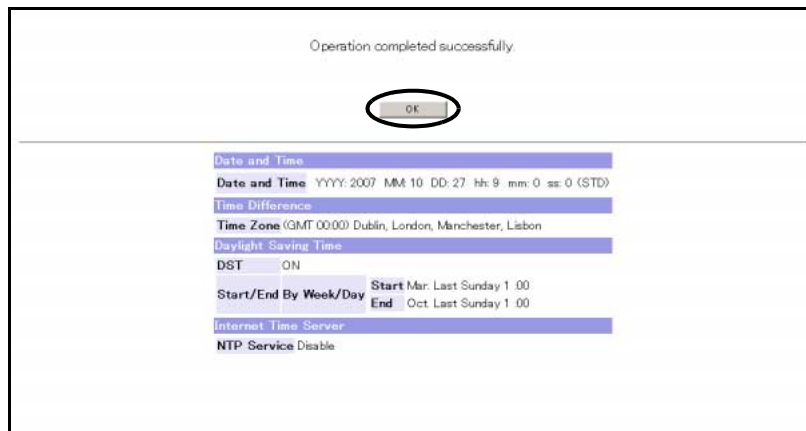 Operation completed successfully.
OK
Date and Time
Date and Time YYYY: 2007 MM: 10 DD: 27 hh: 9 mm: 0 ss: 0 (STD)
Time Difference
Time Zone (GMT 00:00) Dublin, London, Manchester, Lisbon
Daylight Saving Time
DST ON
Start/End By Week/Day Start Mar. Last Sunday 1 :00
End Oct. Last Sunday 1 :00
Internet Time Server
NTP Service Disable